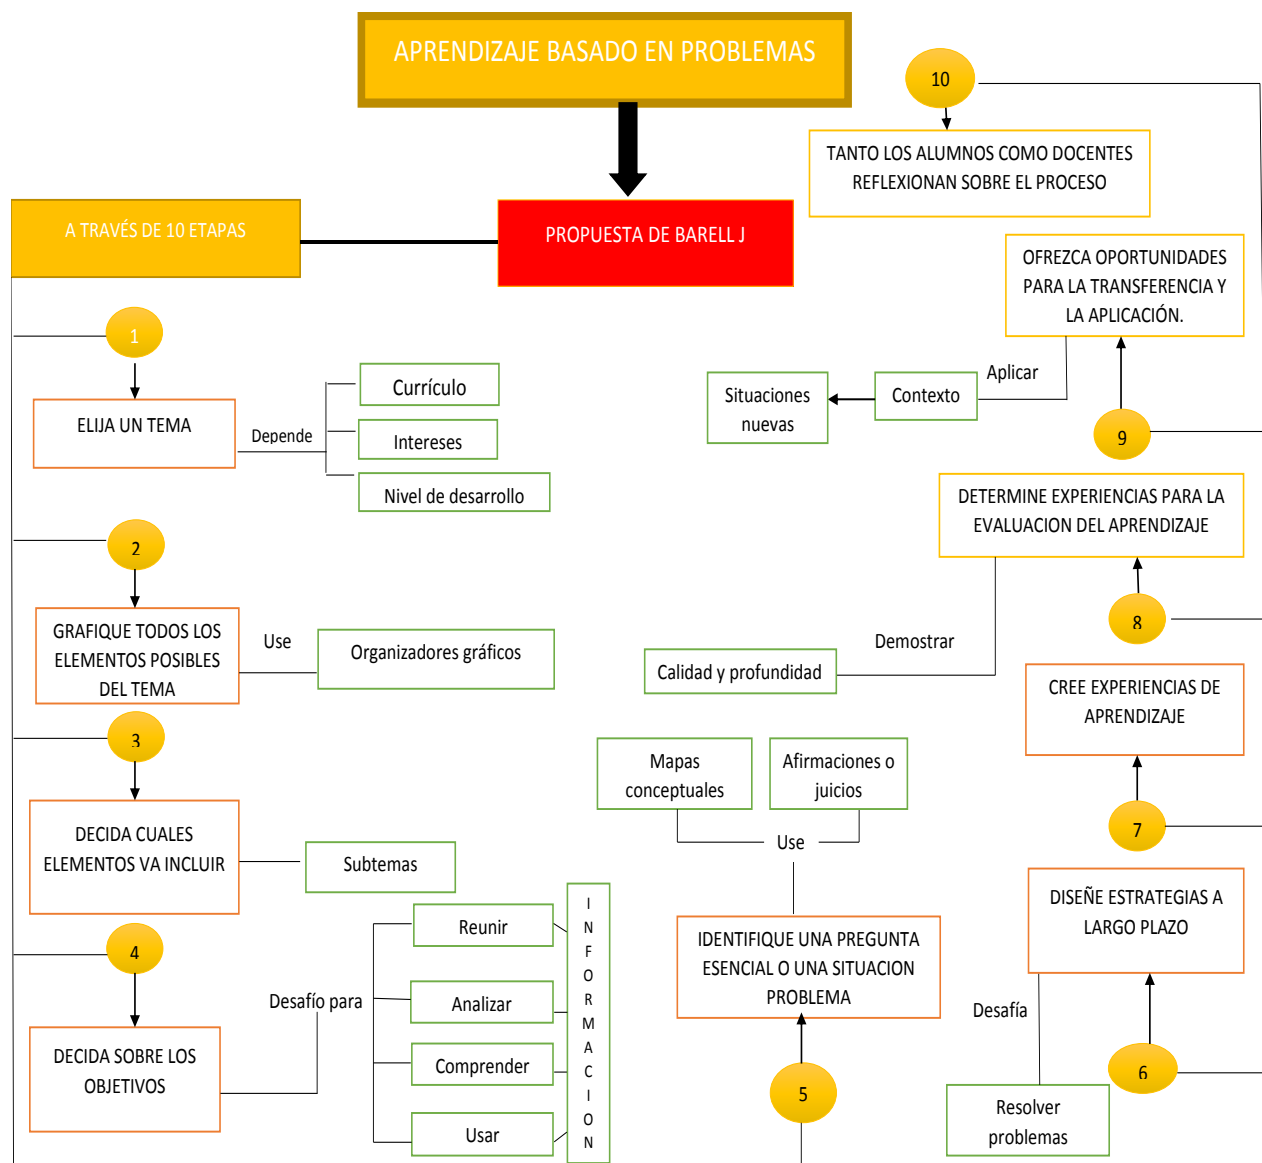 APRENDIZAJE BASADO EN PROBLEMAS
PROPUESTA DE BARELL J
A TRAVÉS DE 10 ETAPAS
1
ELIJA UN TEMA
Depende
Currículo
Intereses
Nivel de desarrollo
2
GRAFIQUE TODOS LOS
ELEMENTOS POSIBLES
DEL TEMA
Use
Organizadores gráficos
3
DECIDA CUALES
ELEMENTOS VA INCLUIR
Subtemas
4
DECIDA SOBRE LOS
OBJETIVOS
Desafío para
Reunir
Analizar
Comprender
Usar
I
N
F
O
R
M
A
C
I
O
N
5
IDENTIFIQUE UNA PREGUNTA
ESENCIAL O UNA SITUACION
PROBLEMA
Use
Mapas
conceptuales
Afirmaciones o
juicios
6
DISEÑE ESTRATEGIAS A
LARGO PLAZO
Desafía
Resolver
problemas
7
CREE EXPERIENCIAS DE
APRENDIZAJE
8
DETERMINE EXPERIENCIAS PARA LA
EVALUACION DEL APRENDIZAJE
Demostrar
Calidad y profundidad
9
OFREZCA OPORTUNIDADES
PARA LA TRANSFERENCIA Y
LA APLICACIÓN.
Aplicar
Contexto
Situaciones
nuevas
10
TANTO LOS ALUMNOS COMO DOCENTES
REFLEXIONAN SOBRE EL PROCESO